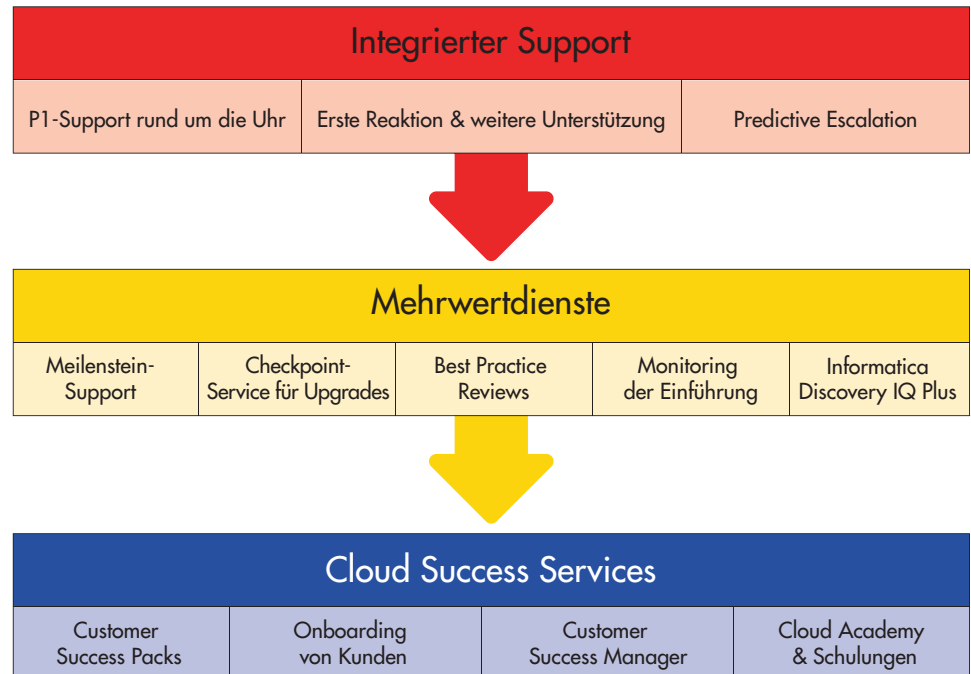 Integrierter Support
P1-Support rund um die Uhr
Erste Reaktion & weitere Unterstützung
Predictive Escalation
Mehrwertdienste
Meilenstein-
Support
Checkpoint-
Service für Upgrades
Best Practice
Reviews
Monitoring
der Einführung
Informatica
Discovery IQ Plus
Cloud Success Services
Customer
Success Packs
Onboarding
von Kunden
Customer
Success Manager
Cloud Academy
& Schulungen